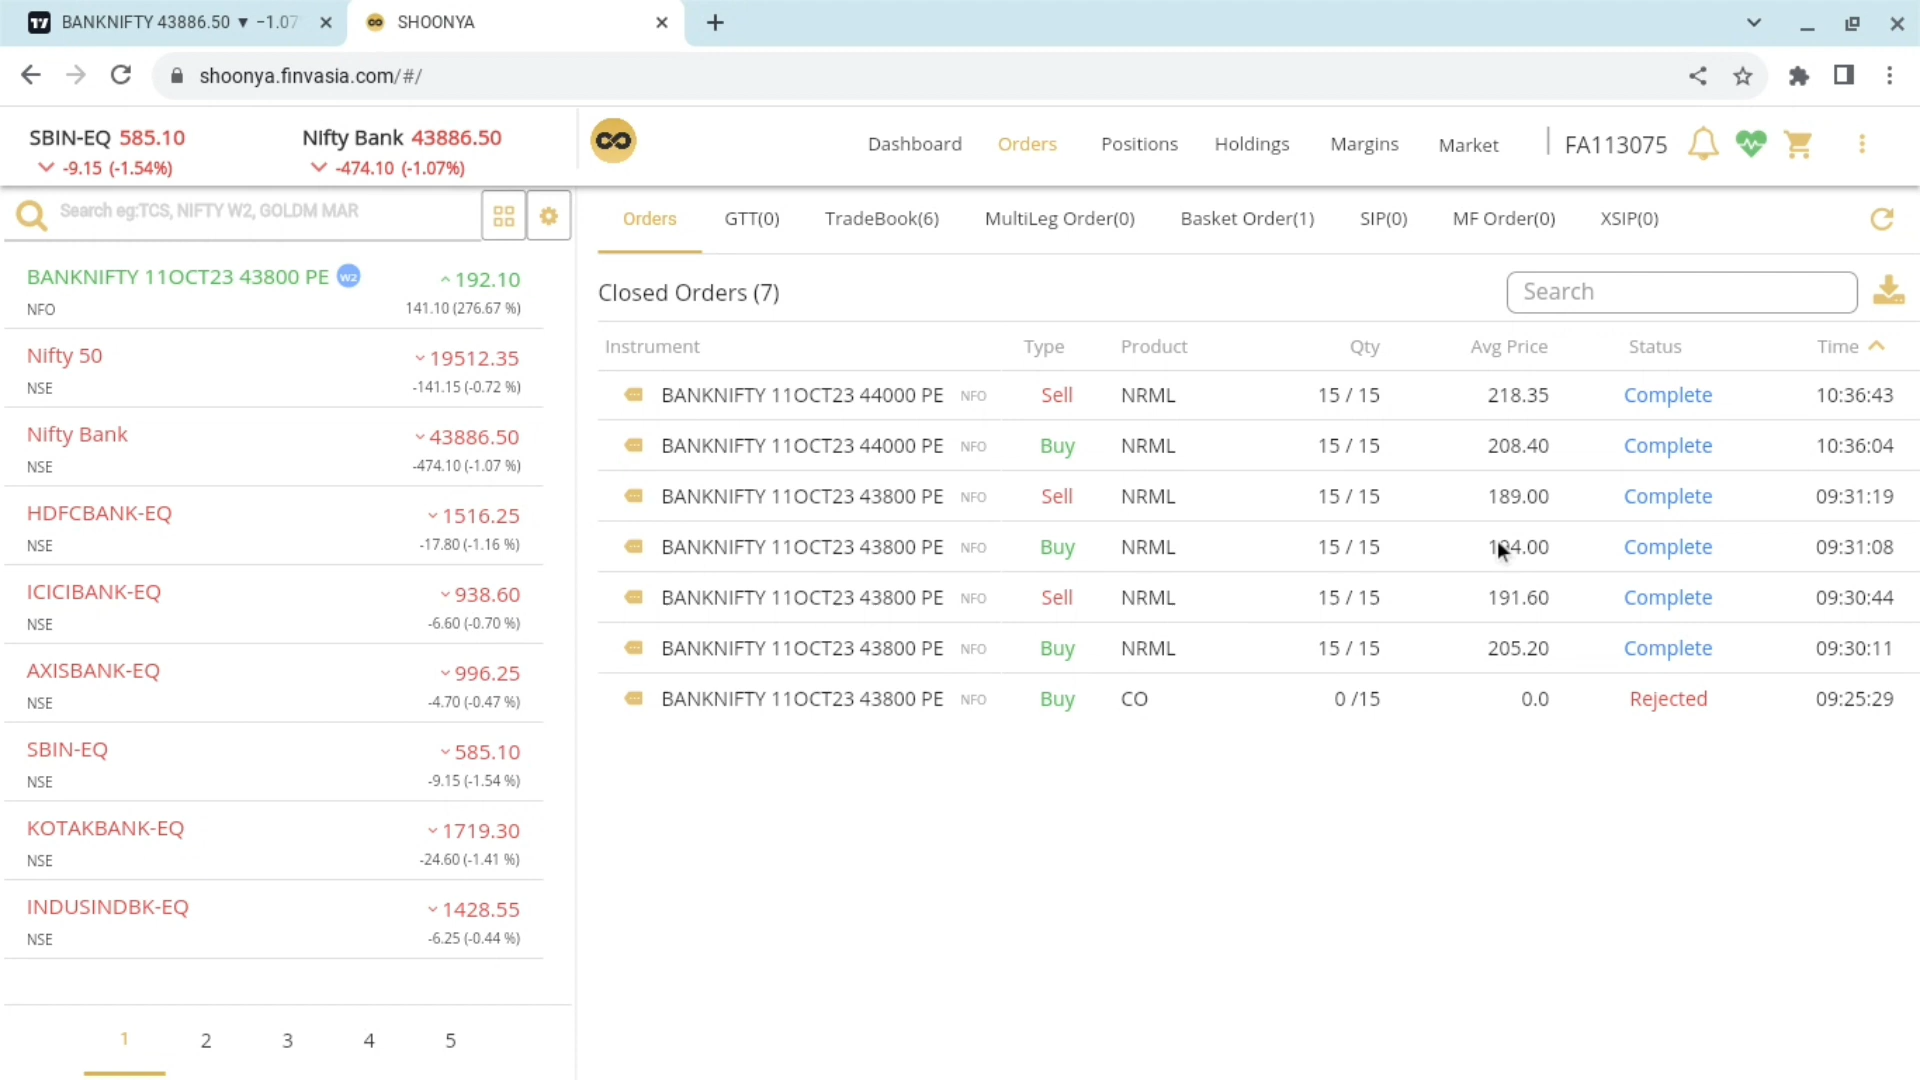 BANKNIFTY 43886.50 ▼ −1.07
SHOONYA
shoonya.finvasia.com/#/
SBIN-EQ 585.10
-9.15 (-1.54%)
Nifty Bank 43886.50
-474.10 (-1.07%)
Dashboard Orders Positions Holdings Margins Market FA113075
Search eg:TCS, NIFTY W2, GOLDM MAR
BANKNIFTY 11OCT23 43800 PE W2 192.10
NFO 141.10 (276.67 %)
Nifty 50 19512.35
NSE -141.15 (-0.72 %)
Nifty Bank 43886.50
NSE -474.10 (-1.07 %)
HDFCBANK-EQ 1516.25
NSE -17.80 (-1.16 %)
ICICIBANK-EQ 938.60
NSE -6.60 (-0.70 %)
AXISBANK-EQ 996.25
NSE -4.70 (-0.47 %)
SBIN-EQ 585.10
NSE -9.15 (-1.54 %)
KOTAKBANK-EQ 1719.30
NSE -24.60 (-1.41 %)
INDUSINDBK-EQ 1428.55
NSE -6.25 (-0.44 %)
1 2 3 4 5
Orders GTT(0) TradeBook(6) MultiLeg Order(0) Basket Order(1) SIP(0) MF Order(0) XSIP(0)
Closed Orders (7) Search
Instrument Type Product Qty Avg Price Status Time
BANKNIFTY 11OCT23 44000 PE NFO Sell NRML 15 / 15 218.35 Complete 10:36:43
BANKNIFTY 11OCT23 44000 PE NFO Buy NRML 15 / 15 208.40 Complete 10:36:04
BANKNIFTY 11OCT23 43800 PE NFO Sell NRML 15 / 15 189.00 Complete 09:31:19
BANKNIFTY 11OCT23 43800 PE NFO Buy NRML 15 / 15 Complete 09:31:08
BANKNIFTY 11OCT23 43800 PE NFO Sell NRML 15 / 15 191.60 Complete 09:30:44
BANKNIFTY 11OCT23 43800 PE NFO Buy NRML 15 / 15 205.20 Complete 09:30:11
BANKNIFTY 11OCT23 43800 PE NFO Buy CO 0 /15 0.0 Rejected 09:25:29